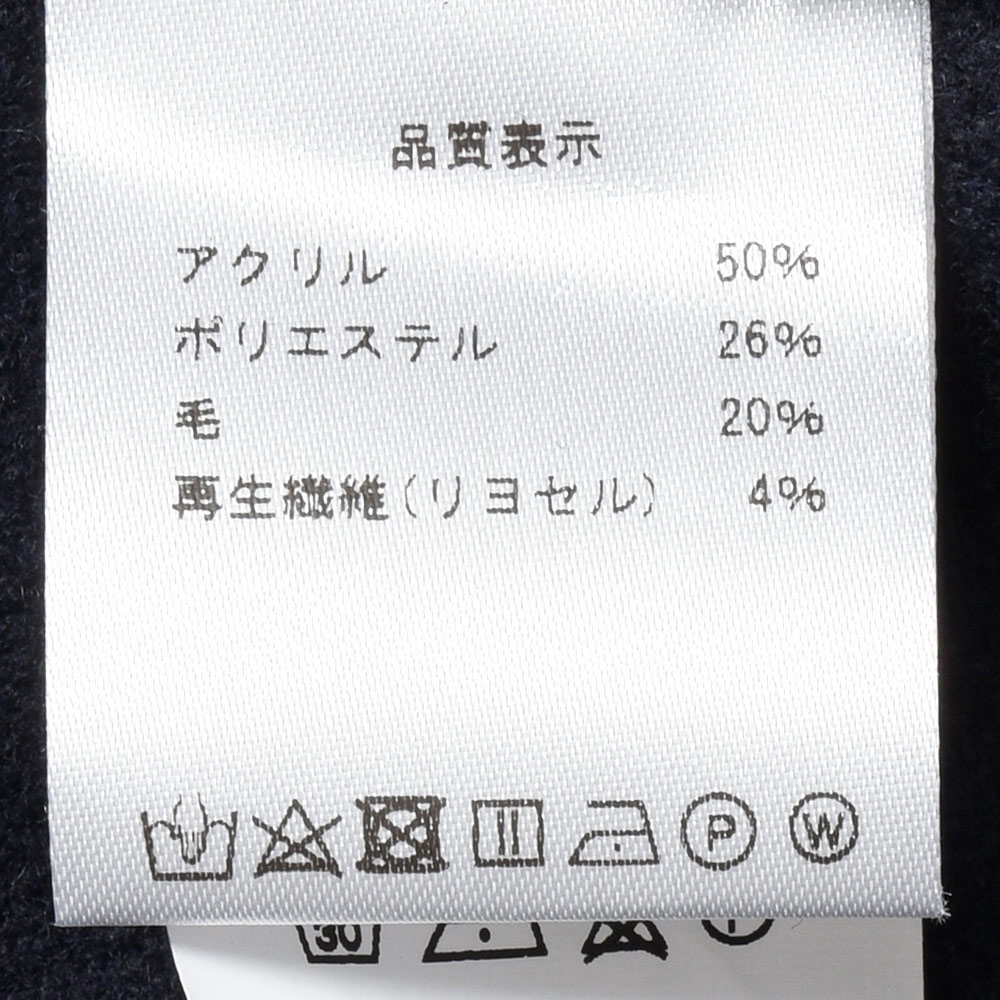 品質表示
アクリル 50%
ポリエステル 26%
毛 20%
再生繊維(リヨセル) 4%
P W
30